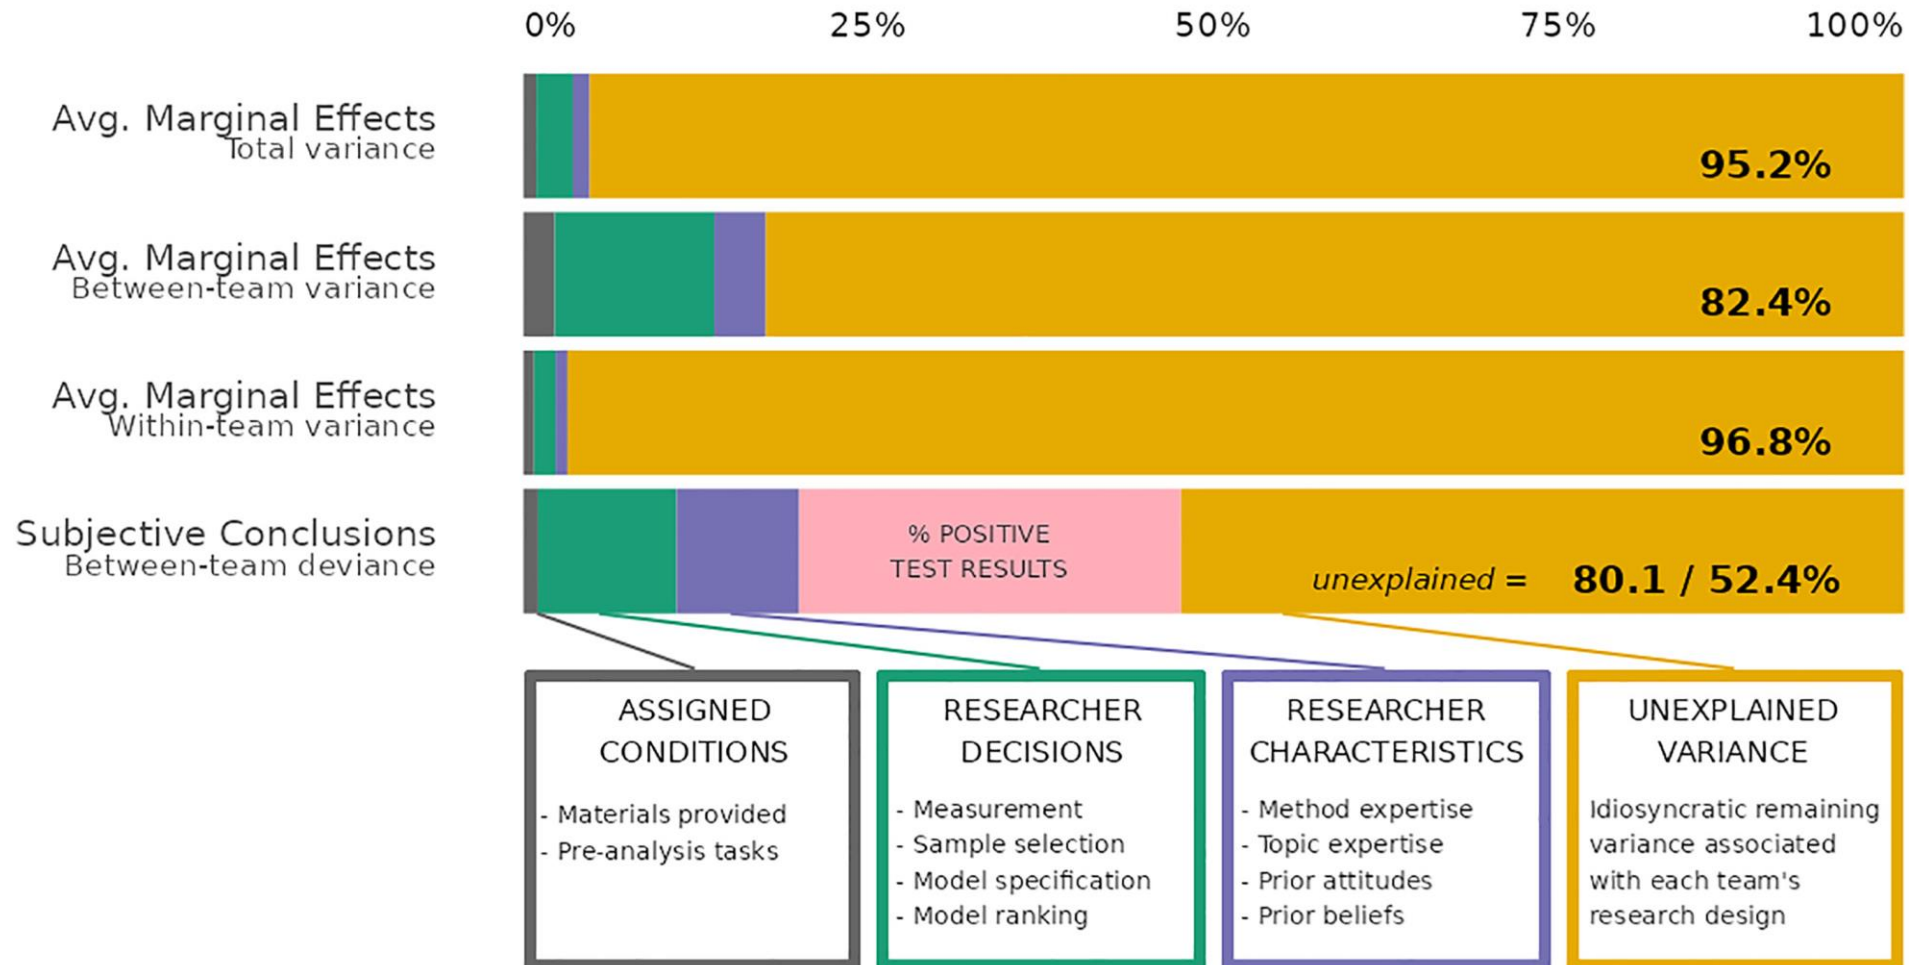 0% 25% 50% 75% 100%
Avg. Marginal Effects
Total variance
95.2%
Avg. Marginal Effects
Between-team variance
82.4%
Avg. Marginal Effects
Within-team variance
96.8%
Subjective Conclusions
Between-team deviance
% POSITIVE
TEST RESULTS
unexplained = 80.1 / 52.4%
ASSIGNED
CONDITIONS
- Materials provided
- Pre-analysis tasks
RESEARCHER
DECISIONS
- Measurement
- Sample selection
- Model specification
- Model ranking
RESEARCHER
CHARACTERISTICS
- Method expertise
- Topic expertise
- Prior attitudes
- Prior beliefs
UNEXPLAINED
VARIANCE
Idiosyncratic remaining
variance associated
with each team's
research design